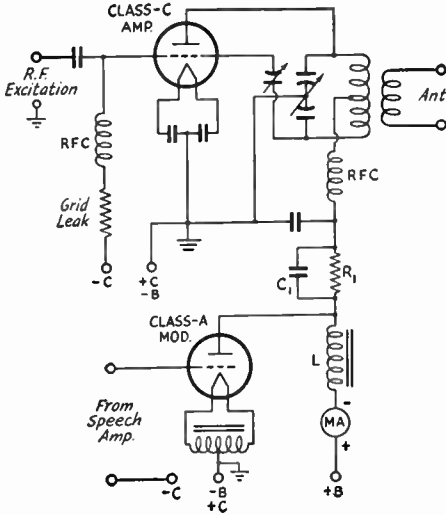 CLASS-C
AMP.
R.F.
Excitation
Ant.
RFC
RFC
Grid
Leak
-C
+C
-B
C₁
R₁
CLASS-A
MOD.
L
From
Speech
Amp.
-
MA
+
-C
-B
+C
+B